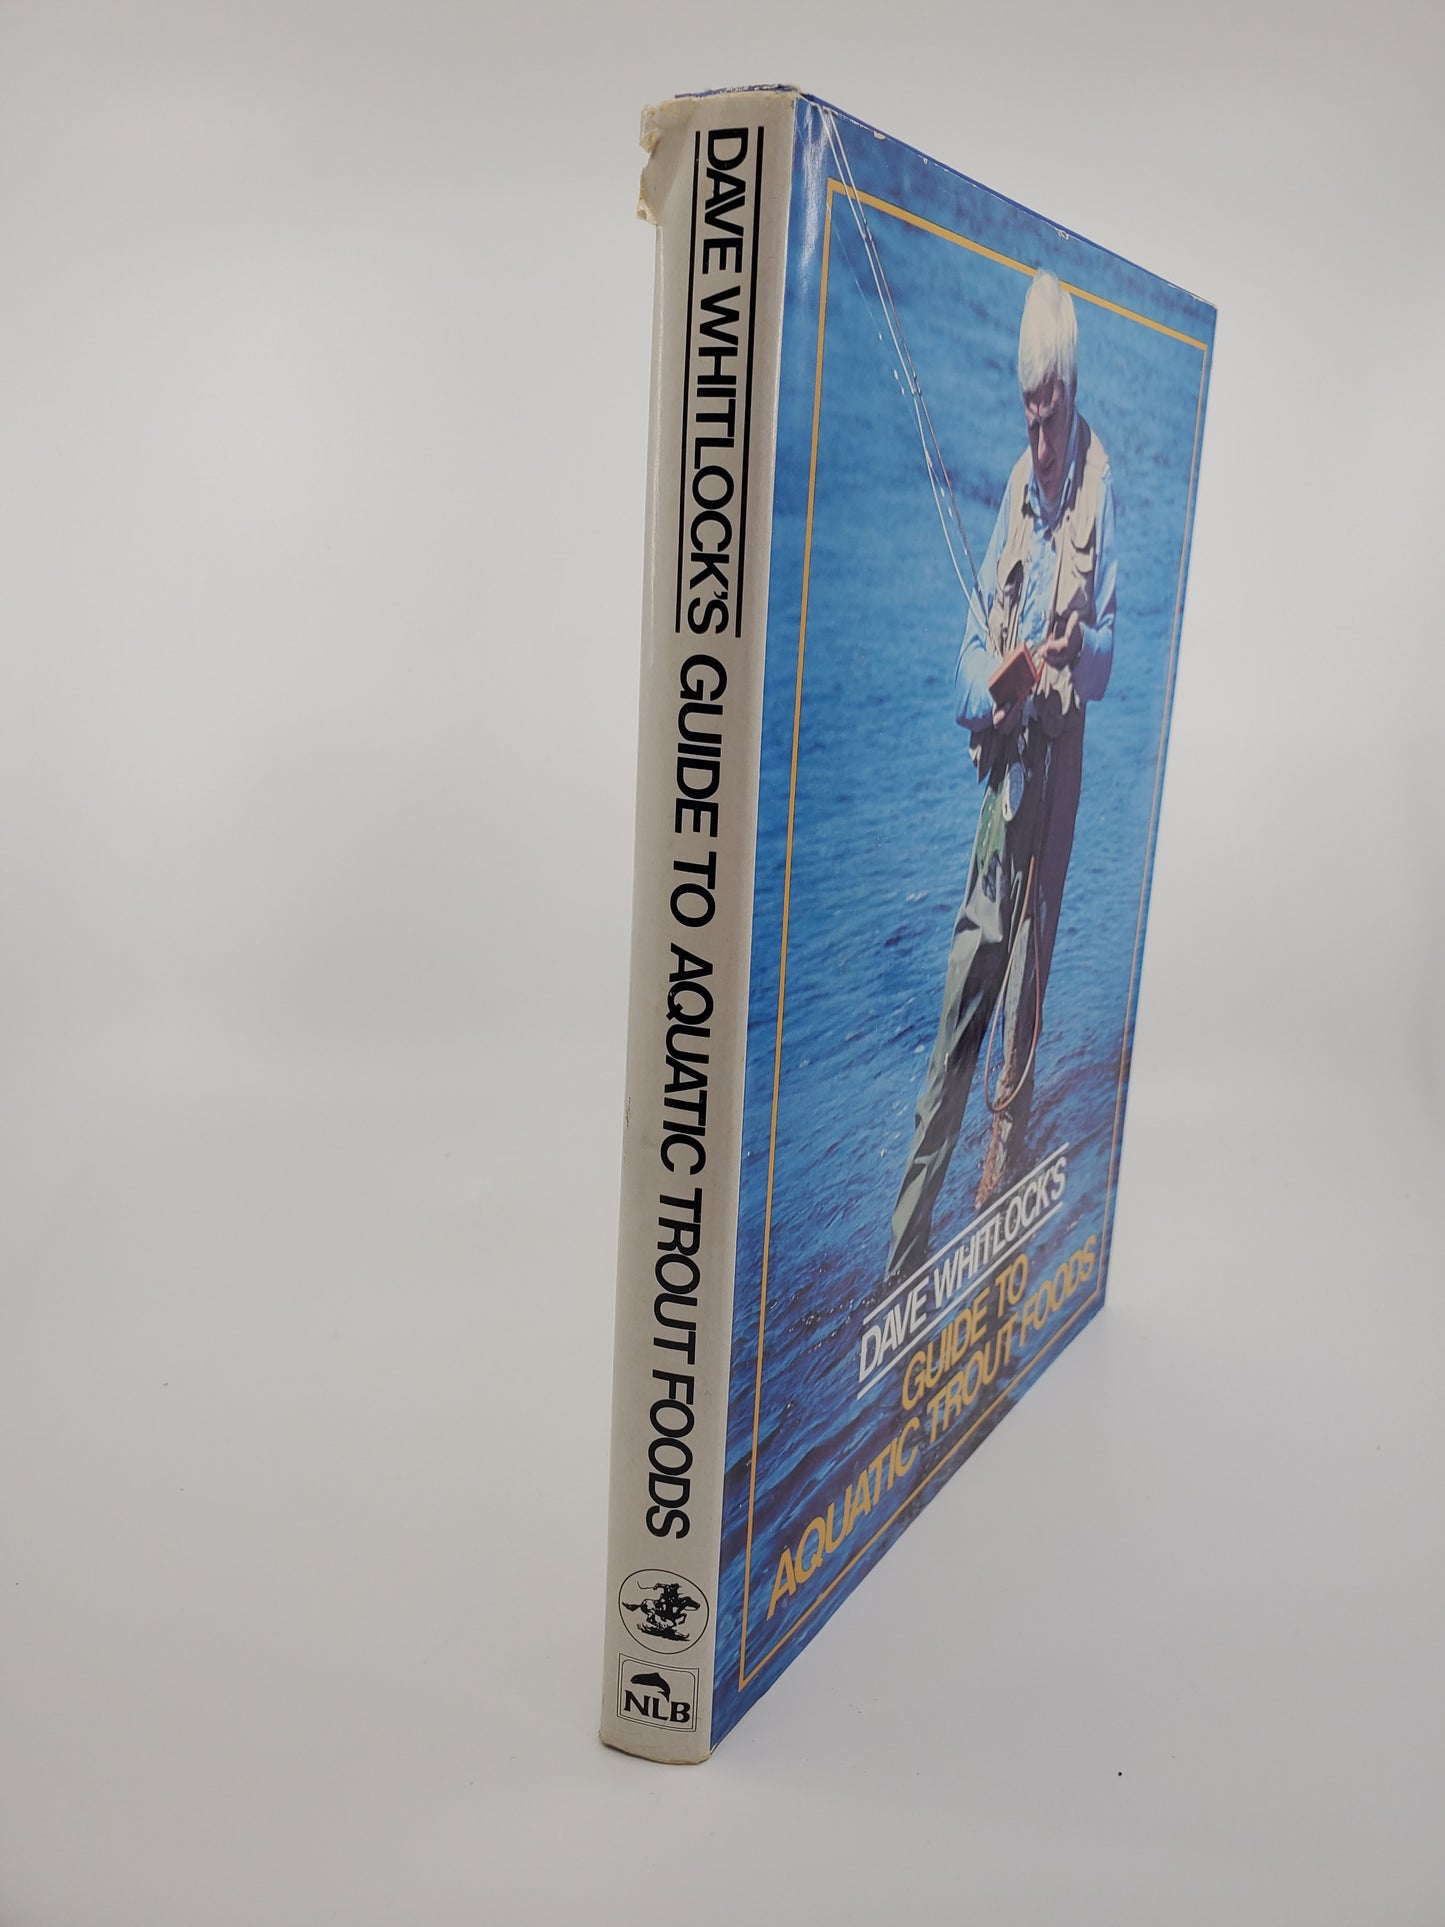 DAVE WHITLOCK'S GUIDE TO AQUATIC TROUT FOODS
NLB
DAVE WHITLOCK'S
GUIDE TO
AQUATIC TROUT FOODS